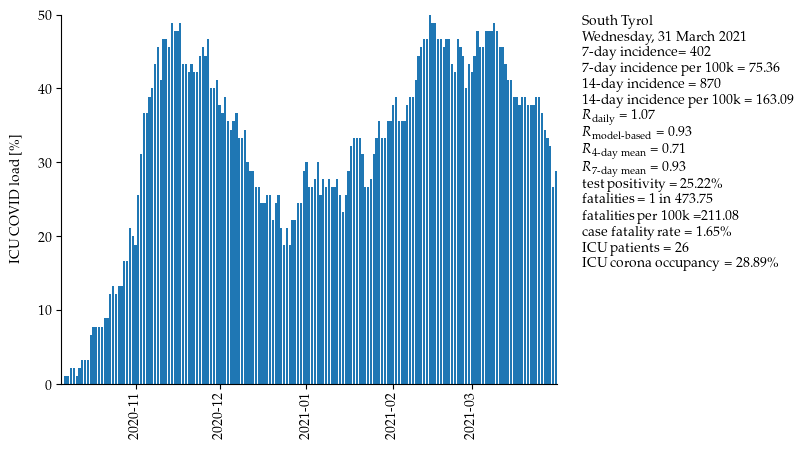 50
40
30
20
10
0
ICU COVID load [%]
2020-11
2020-12
2021-01
2021-02
2021-03
South Tyrol
Wednesday, 31 March 2021
7-day incidence= 402
7-day incidence per 100k = 75.36
14-day incidence = 870
14-day incidence per 100k = 163.09
R daily = 1.07
R model-based = 0.93
R 4-day mean = 0.71
R 7-day mean = 0.93
test positivity = 25.22%
fatalities = 1 in 473.75
fatalities per 100k =211.08
case fatality rate = 1.65%
ICU patients = 26
ICU corona occupancy = 28.89%